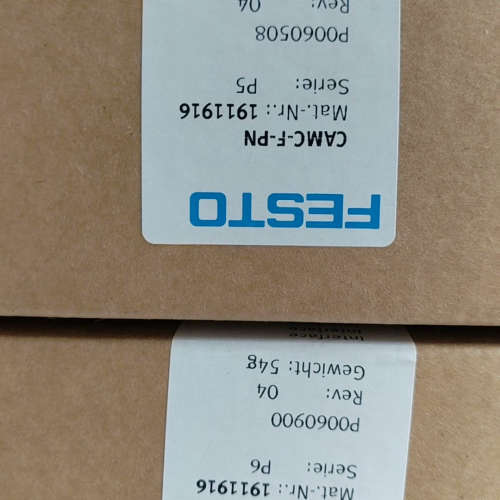 Mat.-Nr.: 1911916
Serie: P6
P0060900
Rev: 04
Gewicht: 54g
Interface
FESTO
CAMC-F-PN
Mat.-Nr.: 1911916
Serie: P5
P0060508
Rev: 04